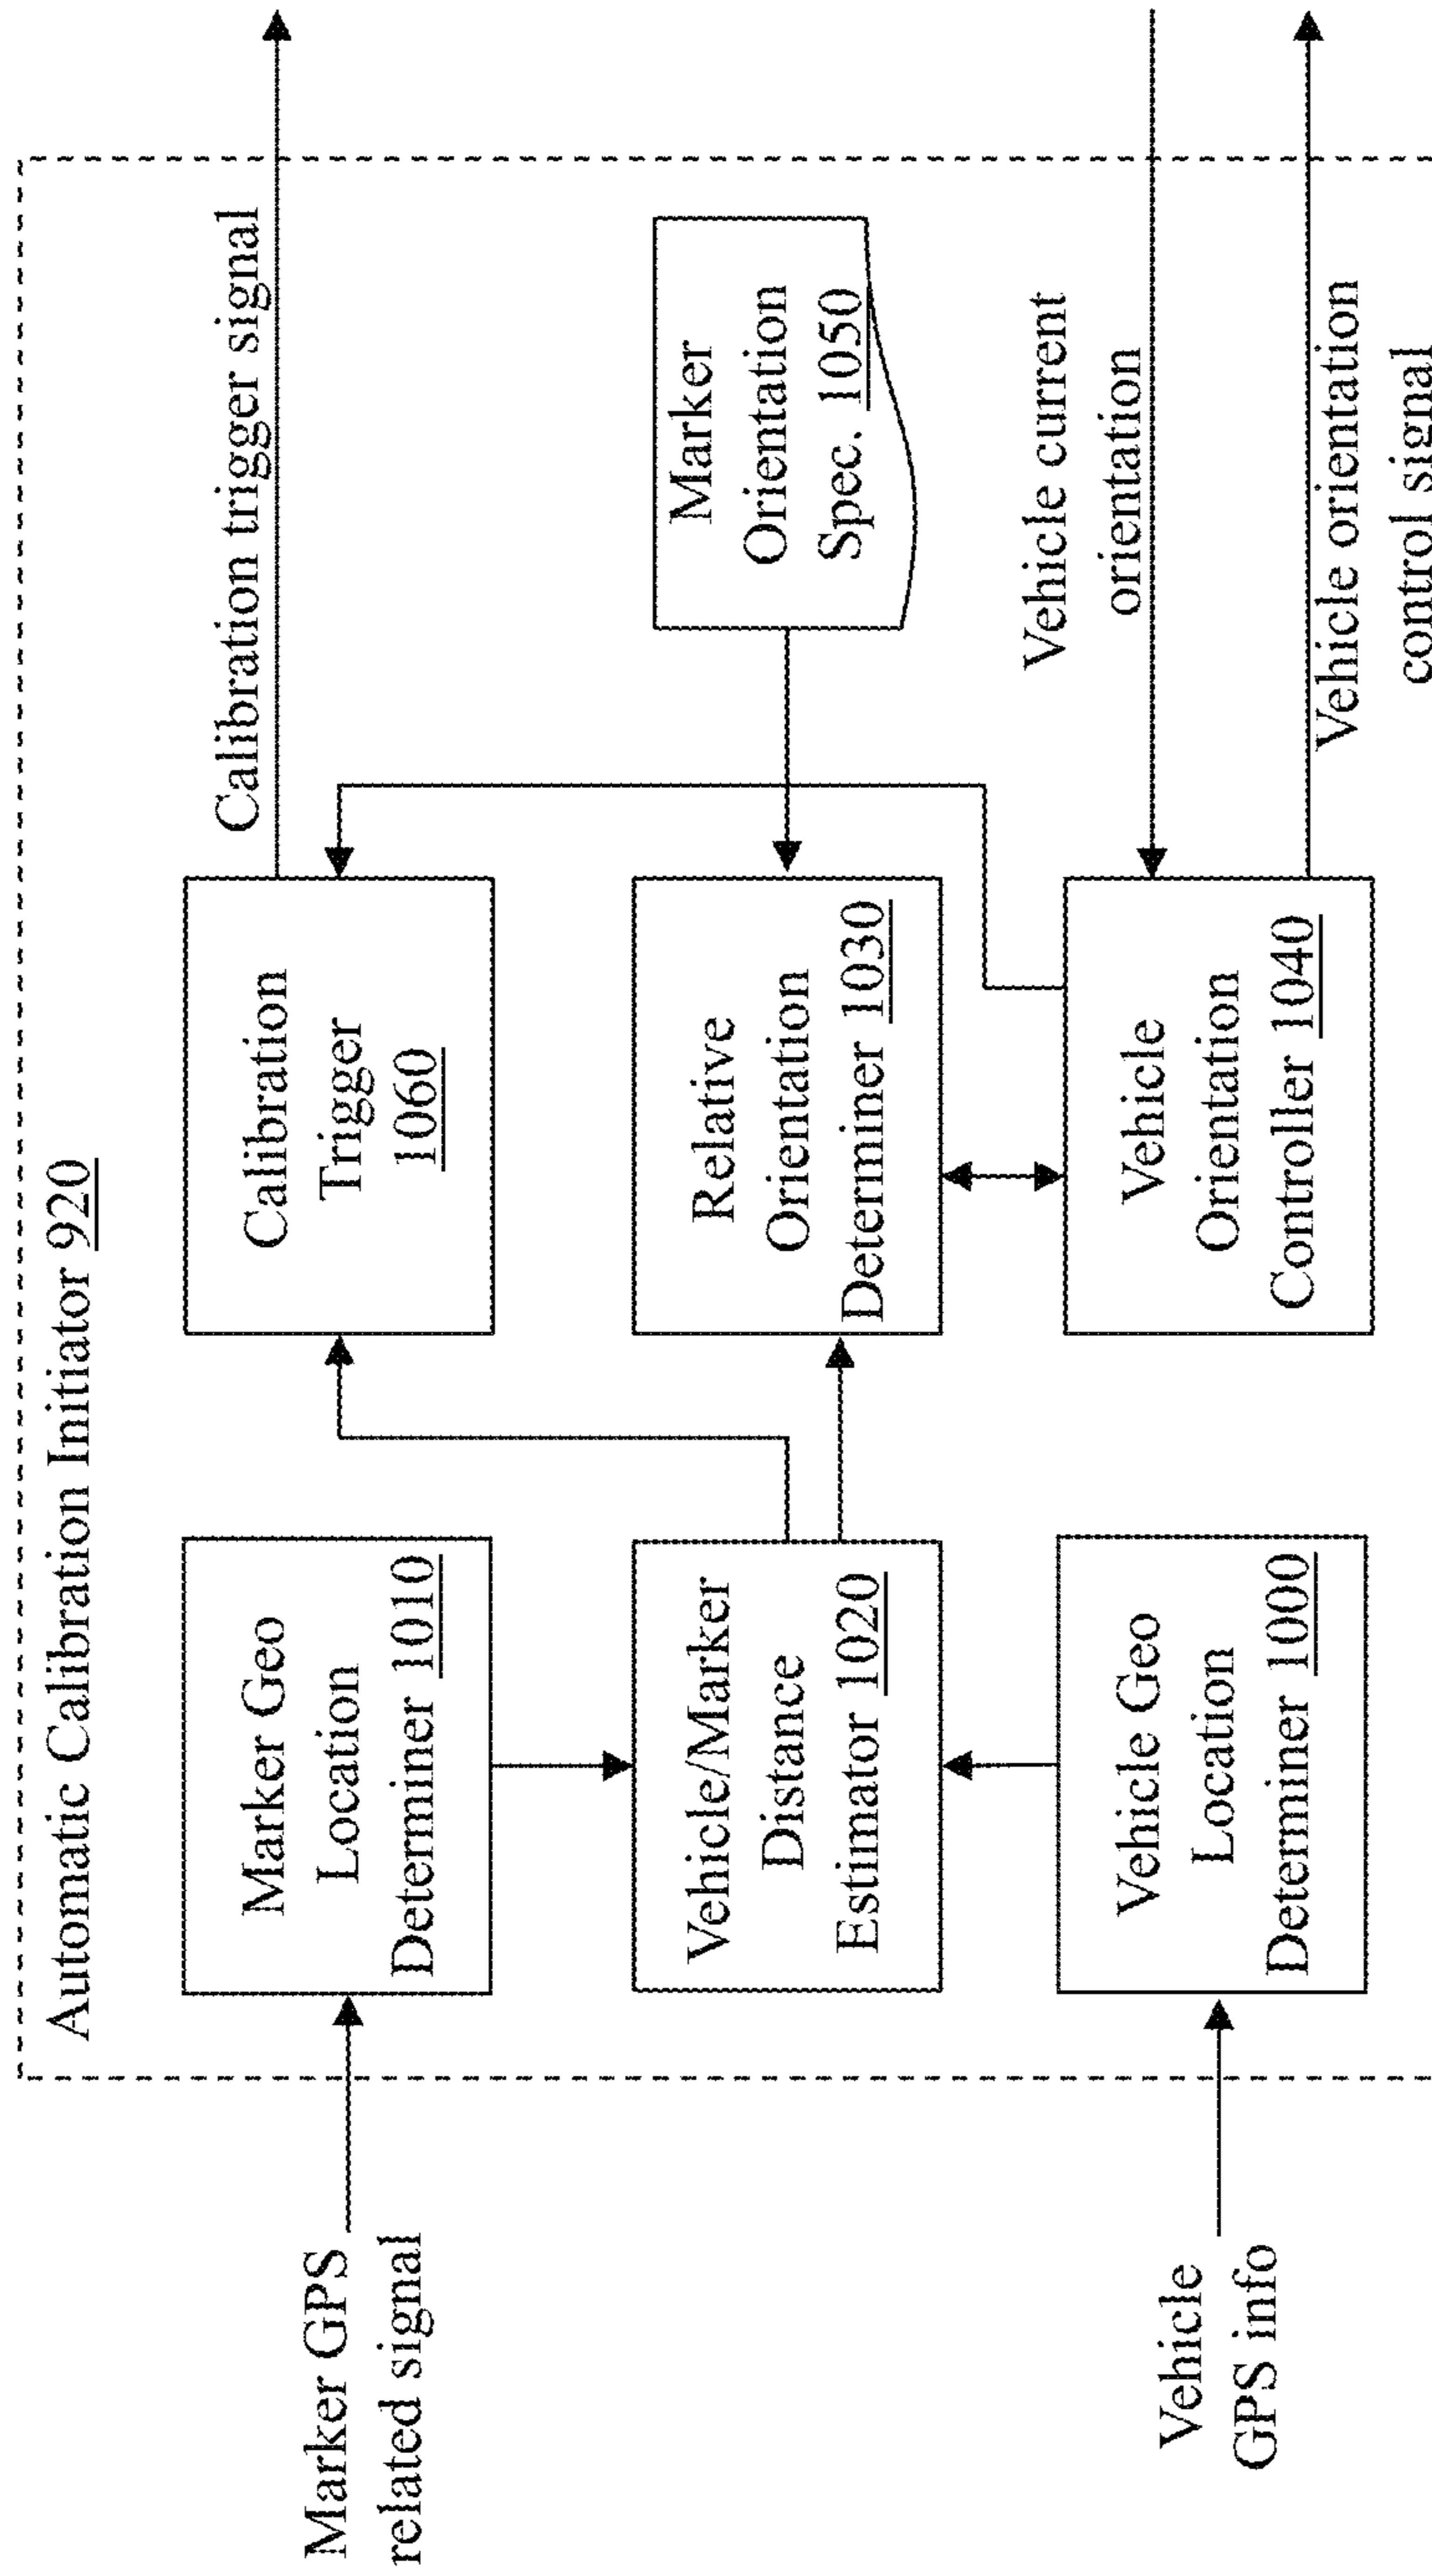 Automatic Calibration Initiator 920
Marker GPS
related signal
Marker Geo
Location
Determiner 1010
Calibration
Trigger
1060
Calibration trigger signal
Vehicle/Marker
Distance
Estimator 1020
Relative
Orientation
Determiner 1030
Marker
Orientation
Spec. 1050
Vehicle
GPS info
Vehicle Geo
Location
Determiner 1000
Vehicle
Orientation
Controller 1040
Vehicle current
orientation
Vehicle orientation
control signal